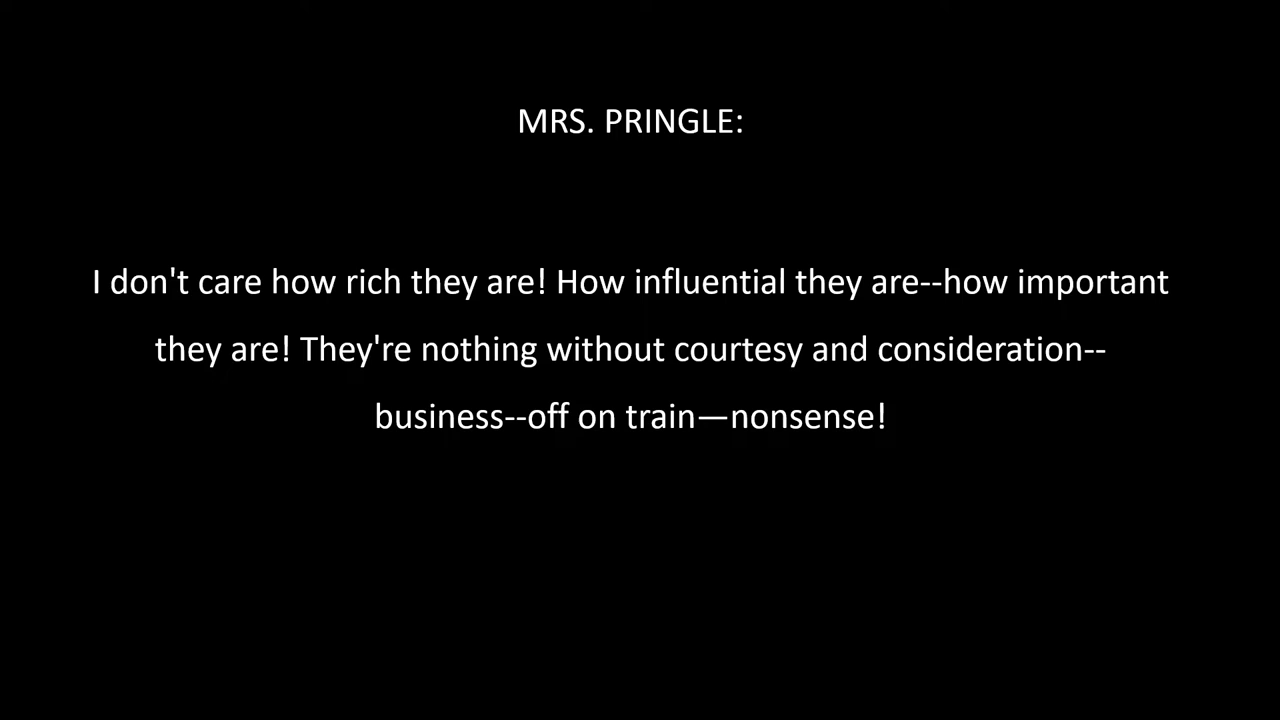 MRS. PRINGLE:
I don't care how rich they are! How influential they are--how important
they are! They're nothing without courtesy and consideration--
business--off on train—nonsense!